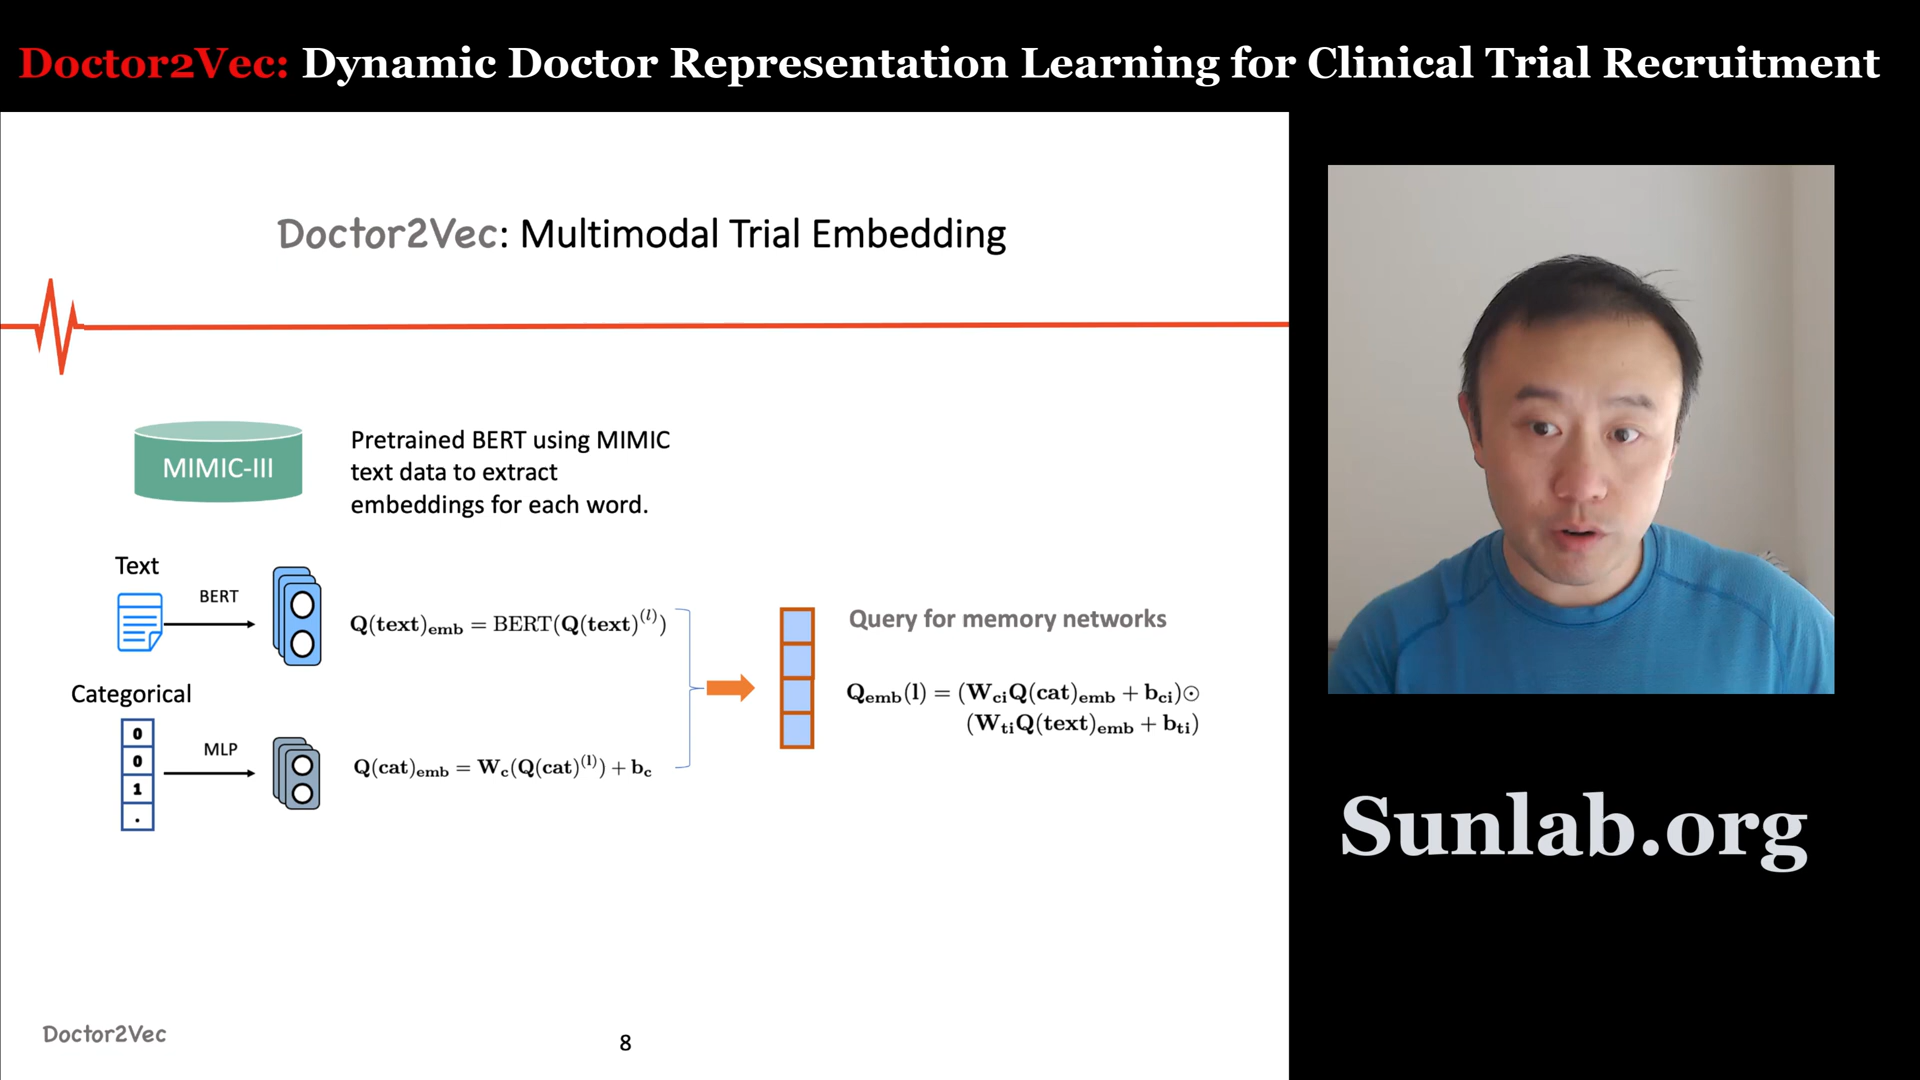 Doctor2Vec: Dynamic Doctor Representation Learning for Clinical Trial Recruitment
Doctor2Vec: Multimodal Trial Embedding
MIMIC-III
Pretrained BERT using MIMIC
text data to extract
embeddings for each word.
Text
BERT
Q(text)emb = BERT(Q(text)^(l))
Categorical
0
0
1
.
MLP
Q(cat)emb = Wc(Q(cat)^(l)) + bc
Query for memory networks
Qemb(l) = (WciQ(cat)emb + bci)⊙
(WtiQ(text)emb + bti)
Sunlab.org
Doctor2Vec
8